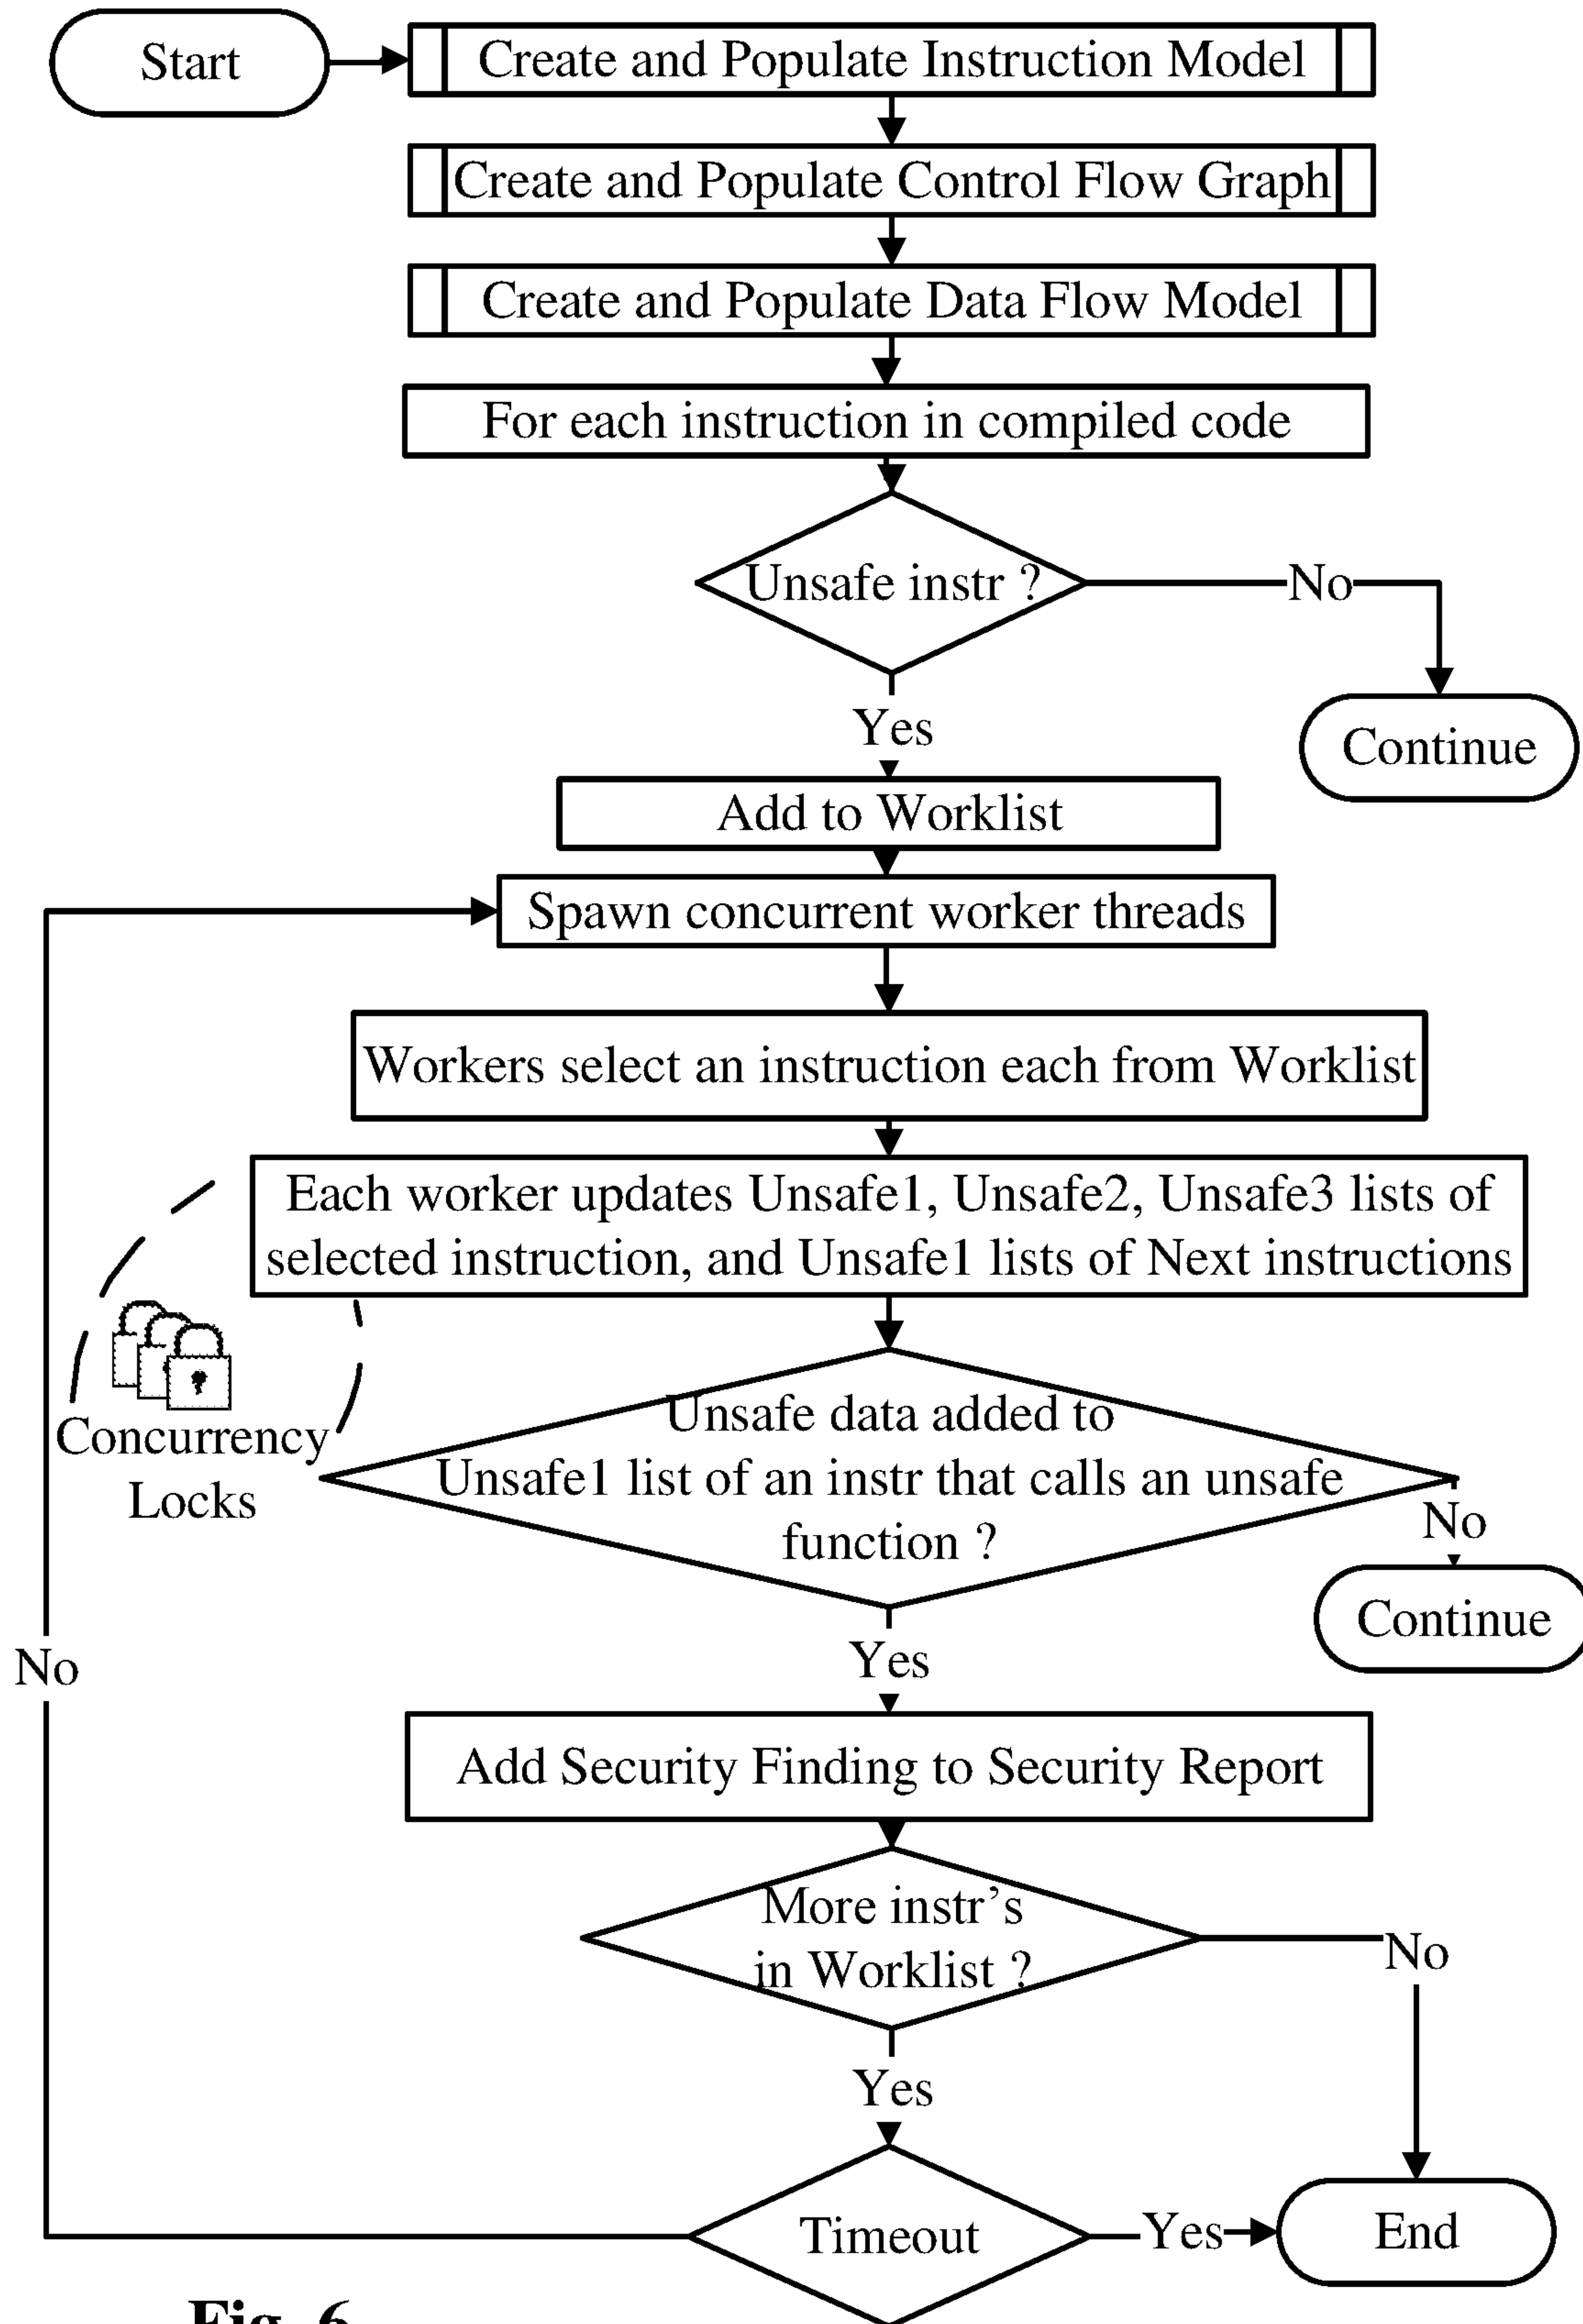 Start
Create and Populate Instruction Model
Create and Populate Control Flow Graph
Create and Populate Data Flow Model
For each instruction in compiled code
Unsafe instr ?
No
Continue
Yes
Add to Worklist
Spawn concurrent worker threads
Workers select an instruction each from Worklist
Each worker updates Unsafe1, Unsafe2, Unsafe3 lists of
selected instruction, and Unsafe1 lists of Next instructions
Concurrency
Locks
Unsafe data added to
Unsafe1 list of an instr that calls an unsafe
function ?
No
Continue
Yes
No
Add Security Finding to Security Report
More instr's
in Worklist ?
No
Yes
Timeout
Yes
End
Fig. 6